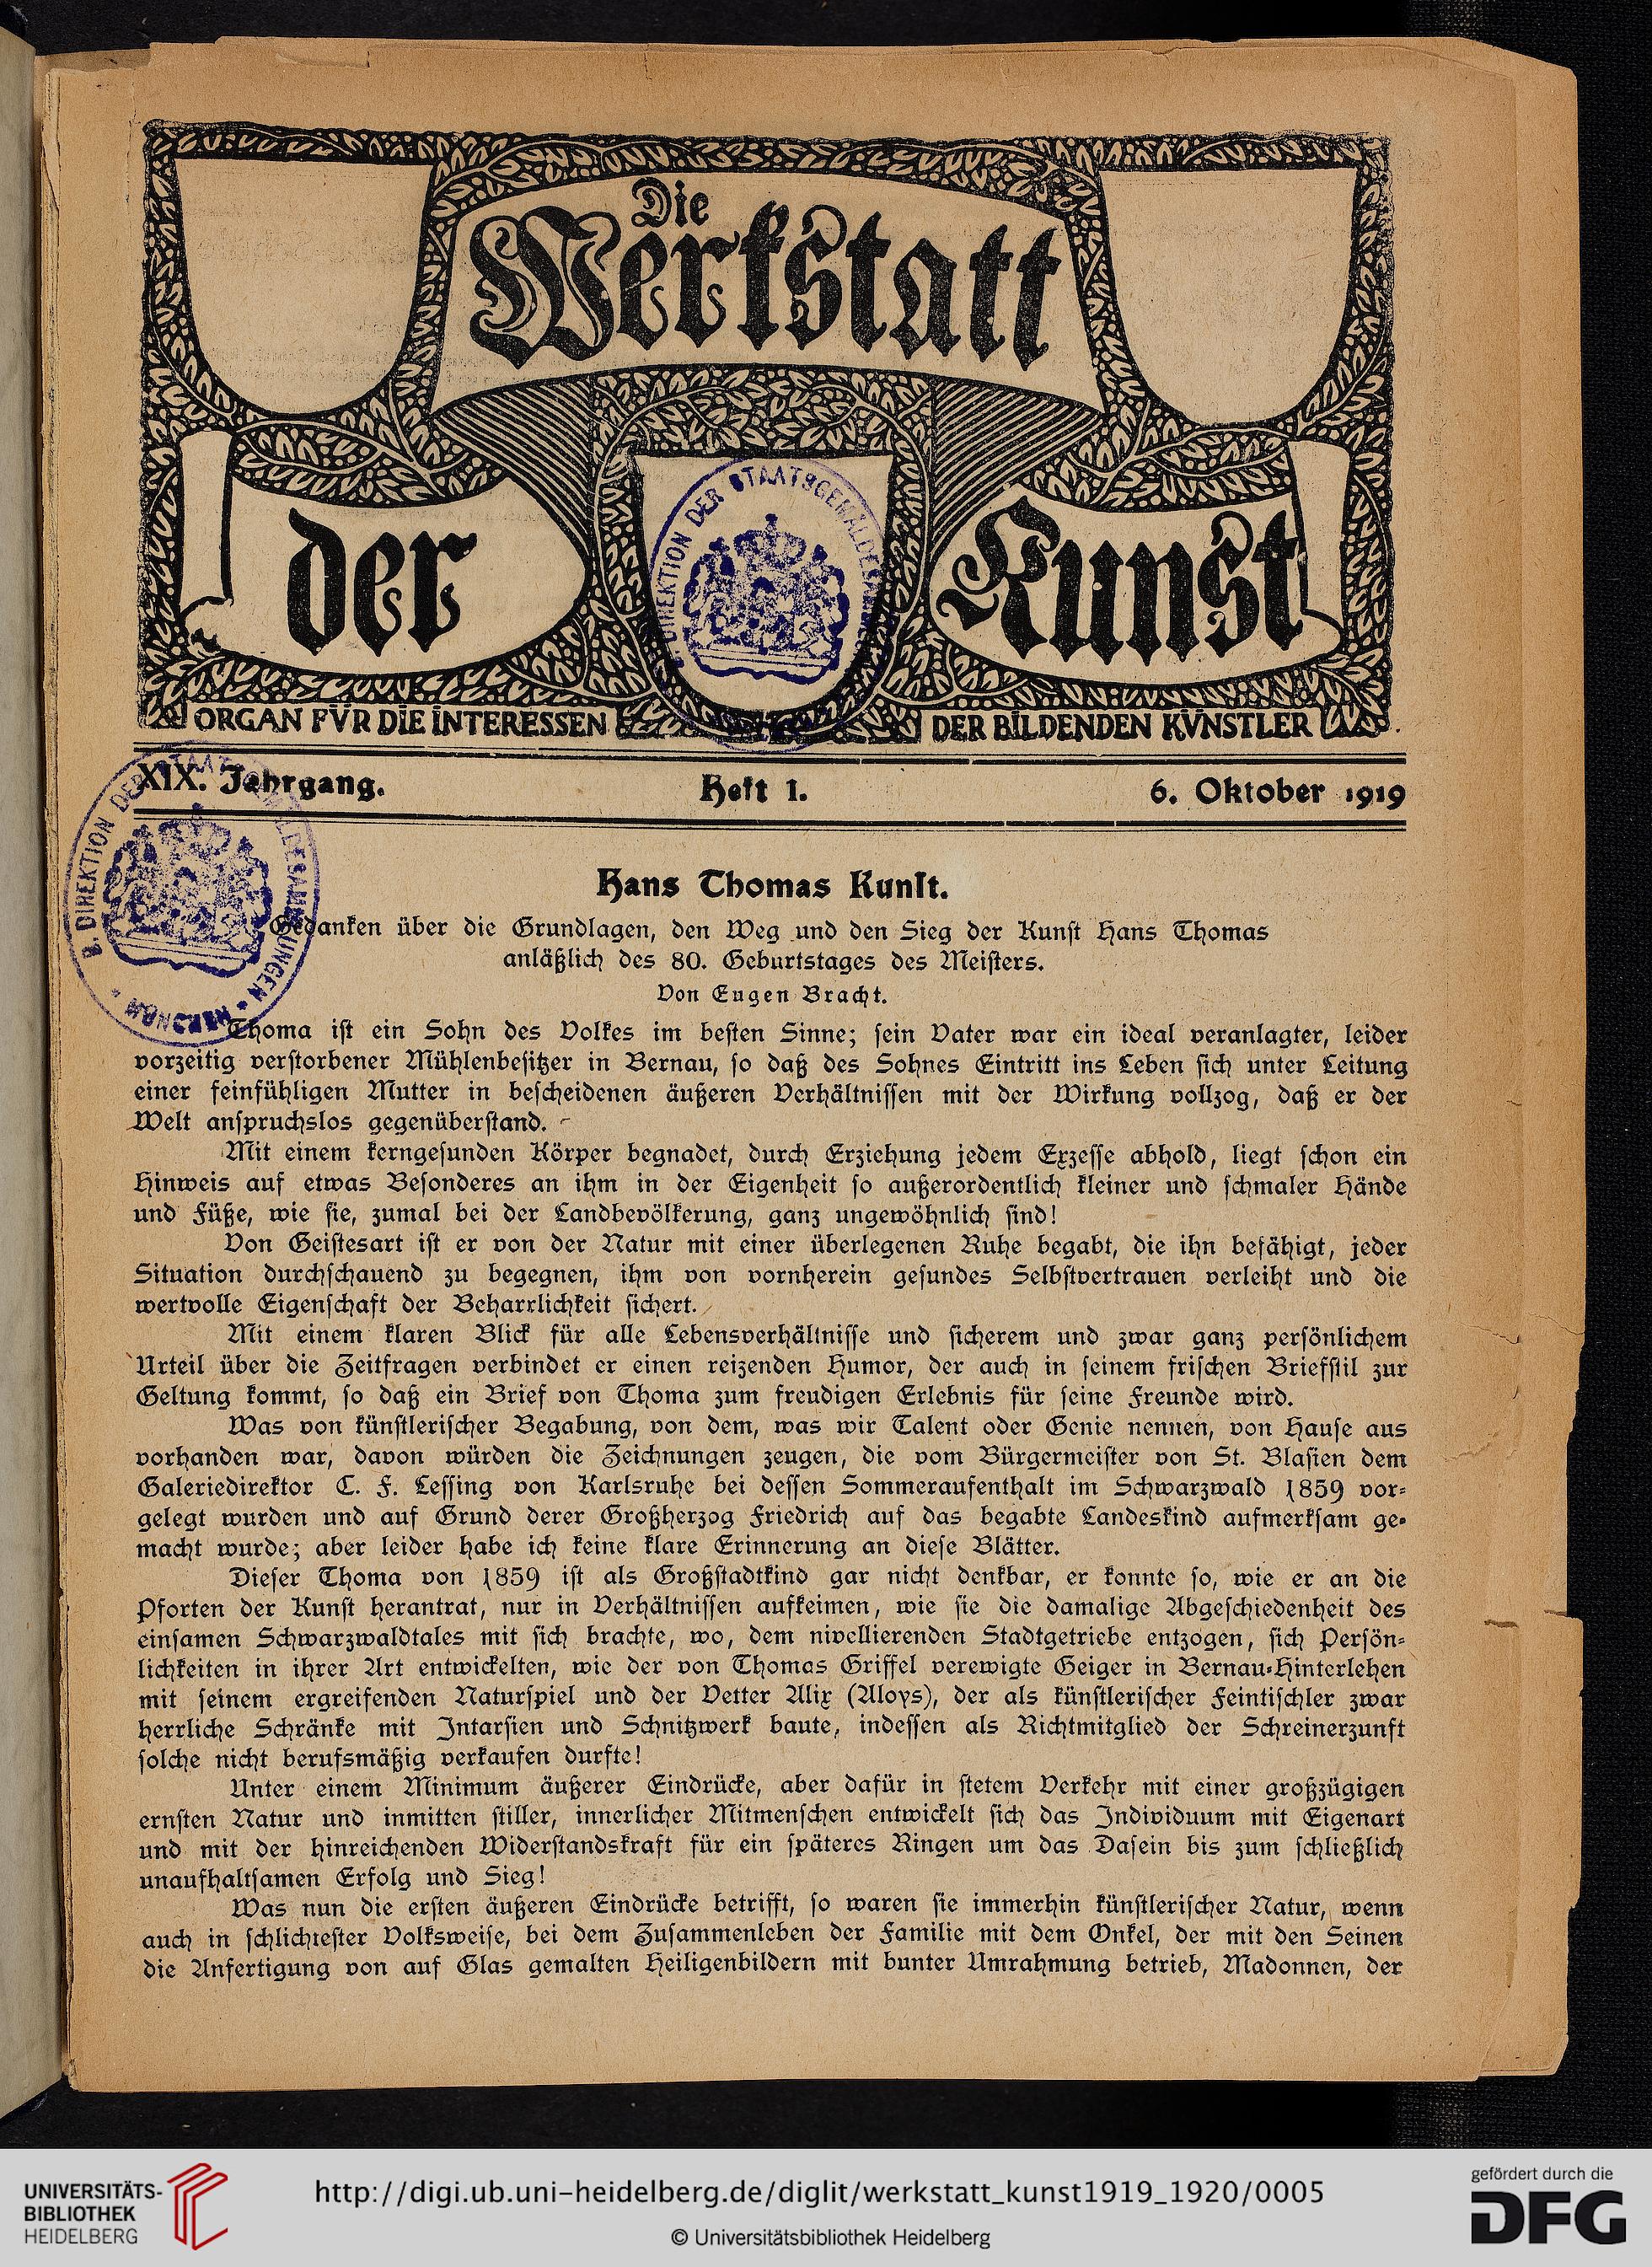 Die
Werkstatt
der Kunst
ORGAN FVR DIE INTERESSEN DER BILDENDEN KVNSTLER
B. DIREKTION DER STAATSGEMÄLDESAMMLUNGEN
XIX. Jahrgang. Heft 1. 6. Oktober 1919
B. DIREKTION DER STAATSGEMÄLDESAMMLUNGEN • MÜNCHEN •
Hans Thomas Kunst.
Gedanken über die Grundlagen, den Weg und den Sieg der Kunst Hans Thomas
anläßlich des 80. Geburtstages des Meisters.
Von Eugen Bracht.
Thoma ist ein Sohn des Volkes im besten Sinne; sein Vater war ein ideal veranlagter, leider
vorzeitig verstorbener Mühlenbesitzer in Bernau, so daß des Sohnes Eintritt ins Leben sich unter Leitung
einer feinfühligen Mutter in bescheidenen äußeren Verhältnissen mit der Wirkung vollzog, daß er der
Welt anspruchslos gegenüberstand.
Mit einem kerngesunden Körper begnadet, durch Erziehung jedem Exzesse abhold, liegt schon ein
Hinweis auf etwas Besonderes an ihm in der Eigenheit so außerordentlich kleiner und schmaler Hände
und Füße, wie sie, zumal bei der Landbevölkerung, ganz ungewöhnlich sind!
Von Geistesart ist er von der Natur mit einer überlegenen Ruhe begabt, die ihn befähigt, jeder
Situation durchschauend zu begegnen, ihm von vornherein gesundes Selbstvertrauen verleiht und die
wertvolle Eigenschaft der Beharrlichkeit sichert.
Mit einem klaren Blick für alle Lebensverhältnisse und sicherem und zwar ganz persönlichem
Urteil über die Zeitfragen verbindet er einen reizenden Humor, der auch in seinem frischen Briefstil zur
Geltung kommt, so daß ein Brief von Thoma zum freudigen Erlebnis für seine Freunde wird.
Was von künstlerischer Begabung, von dem, was wir Talent oder Genie nennen, von Hause aus
vorhanden war, davon würden die Zeichnungen zeugen, die vom Bürgermeister von St. Blasien dem
Galeriedirektor C. F. Lessing von Karlsruhe bei dessen Sommeraufenthalt im Schwarzwald 1859 vor-
gelegt wurden und auf Grund derer Großherzog Friedrich auf das begabte Landeskind aufmerksam ge-
macht wurde; aber leider habe ich keine klare Erinnerung an diese Blätter.
Dieser Thoma von 1859 ist als Großstadtkind gar nicht denkbar, er konnte so, wie er an die
Pforten der Kunst herantrat, nur in Verhältnissen aufkeimen, wie sie die damalige Abgeschiedenheit des
einsamen Schwarzwaldtales mit sich brachte, wo, dem nivellierenden Stadtgetriebe entzogen, sich Persön-
lichkeiten in ihrer Art entwickelten, wie der von Thomas Griffel verewigte Geiger in Bernau-Hinterlehen
mit seinem ergreifenden Naturspiel und der Vetter Alix (Aloys), der als künstlerischer Feintischler zwar
herrliche Schränke mit Intarsien und Schnitzwerk baute, indessen als Richtmitglied der Schreinerzunft
solche nicht berufsmäßig verkaufen durfte!
Unter einem Minimum äußerer Eindrücke, aber dafür in stetem Verkehr mit einer großzügigen
ernsten Natur und inmitten stiller, innerlicher Mitmenschen entwickelt sich das Individuum mit Eigenart
und mit der hinreichenden Widerstandskraft für ein späteres Ringen um das Dasein bis zum schließlich
unaufhaltsamen Erfolg und Sieg!
Was nun die ersten äußeren Eindrücke betrifft, so waren sie immerhin künstlerischer Natur, wenn
auch in schlichtester Volksweise, bei dem Zusammenleben der Familie mit dem Onkel, der mit den Seinen
die Anfertigung von auf Glas gemalten Heiligenbildern mit bunter Umrahmung betrieb, Madonnen, der
UNIVERSITÄTS-
BIBLIOTHEK
HEIDELBERG
http://digi.ub.uni-heidelberg.de/diglit/werkstatt_kunst1919_1920/0005
© Universitätsbibliothek Heidelberg
gefördert durch die
DFG